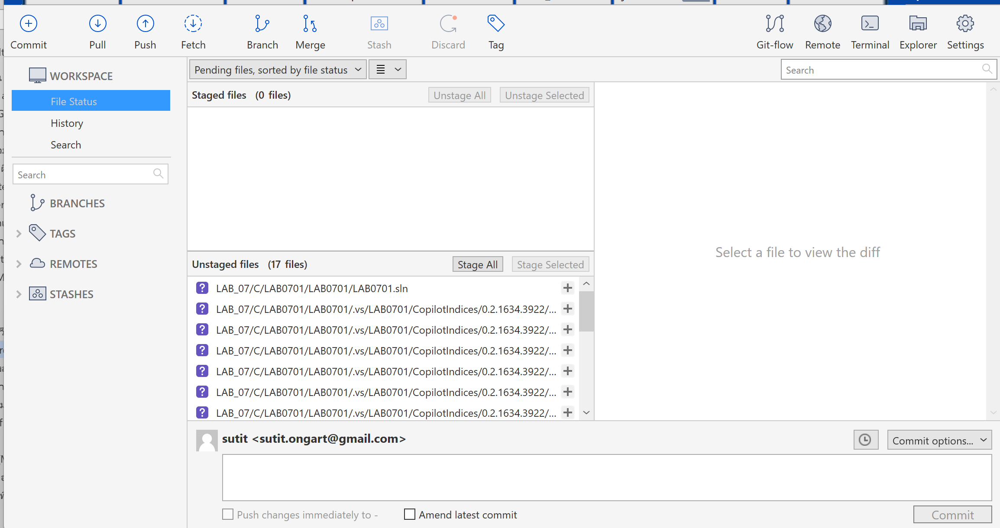 Commit
Pull
Push
Fetch
Branch
Merge
Stash
Discard
Tag
Git-flow
Remote
Terminal
Explorer
Settings
WORKSPACE
File Status
History
Search
Search
BRANCHES
TAGS
REMOTES
STASHES
Pending files, sorted by file status
Search
Staged files (0 files)
Unstage All
Unstage Selected
Select a file to view the diff
Unstaged files (17 files)
Stage All
Stage Selected
LAB_07/C/LAB0701/LAB0701/LAB0701.sln
LAB_07/C/LAB0701/LAB0701/.vs/LAB0701/CopilotIndices/0.2.1634.3922/...
LAB_07/C/LAB0701/LAB0701/.vs/LAB0701/CopilotIndices/0.2.1634.3922/...
LAB_07/C/LAB0701/LAB0701/.vs/LAB0701/CopilotIndices/0.2.1634.3922/...
LAB_07/C/LAB0701/LAB0701/.vs/LAB0701/CopilotIndices/0.2.1634.3922/...
LAB_07/C/LAB0701/LAB0701/.vs/LAB0701/CopilotIndices/0.2.1634.3922/...
LAB_07/C/LAB0701/LAB0701/.vs/LAB0701/CopilotIndices/0.2.1634.3922/...
sutit <sutit.ongart@gmail.com>
Commit options...
Push changes immediately to -
Amend latest commit
Commit